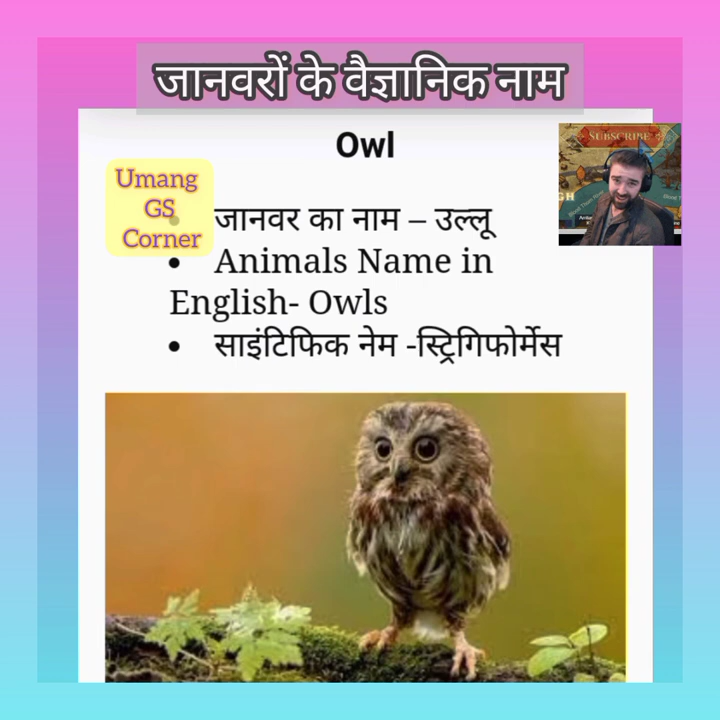 जानवरों के वैज्ञानिक नाम
Owl
SUBSCRIBE
Umang
GS
Corner
• जानवर का नाम – उल्लू
• Animals Name in
English- Owls
• साइंटिफिक नेम -स्ट्रिगिफोर्मेस